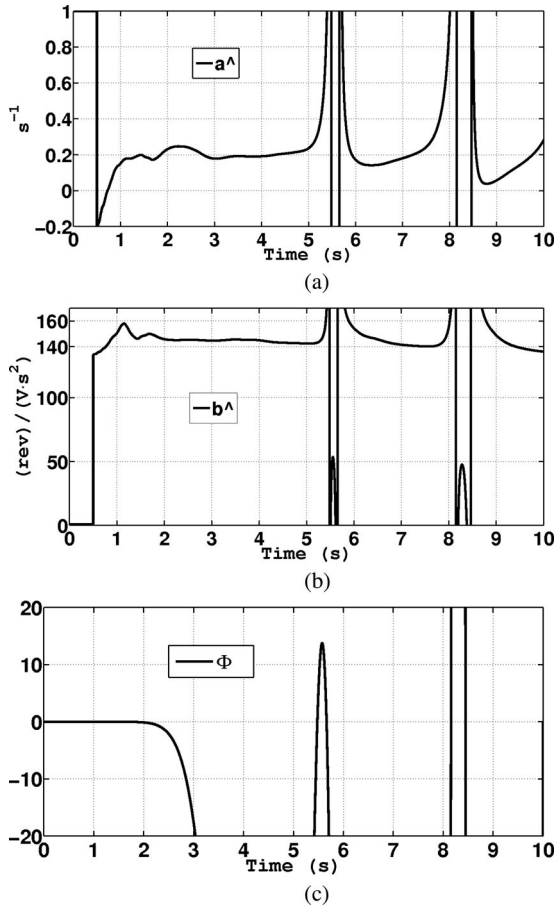 1
0.8
0.6
0.4
0.2
0
−0.2
s⁻¹
a^
0 1 2 3 4 5 6 7 8 9 10
Time (s)
(a)
160
140
100
50
0
(rev)/(V·s²)
b^
0 1 2 3 4 5 6 7 8 9 10
Time (s)
(b)
20
10
0
−10
−20
Φ
0 1 2 3 4 5 6 7 8 9 10
Time (s)
(c)